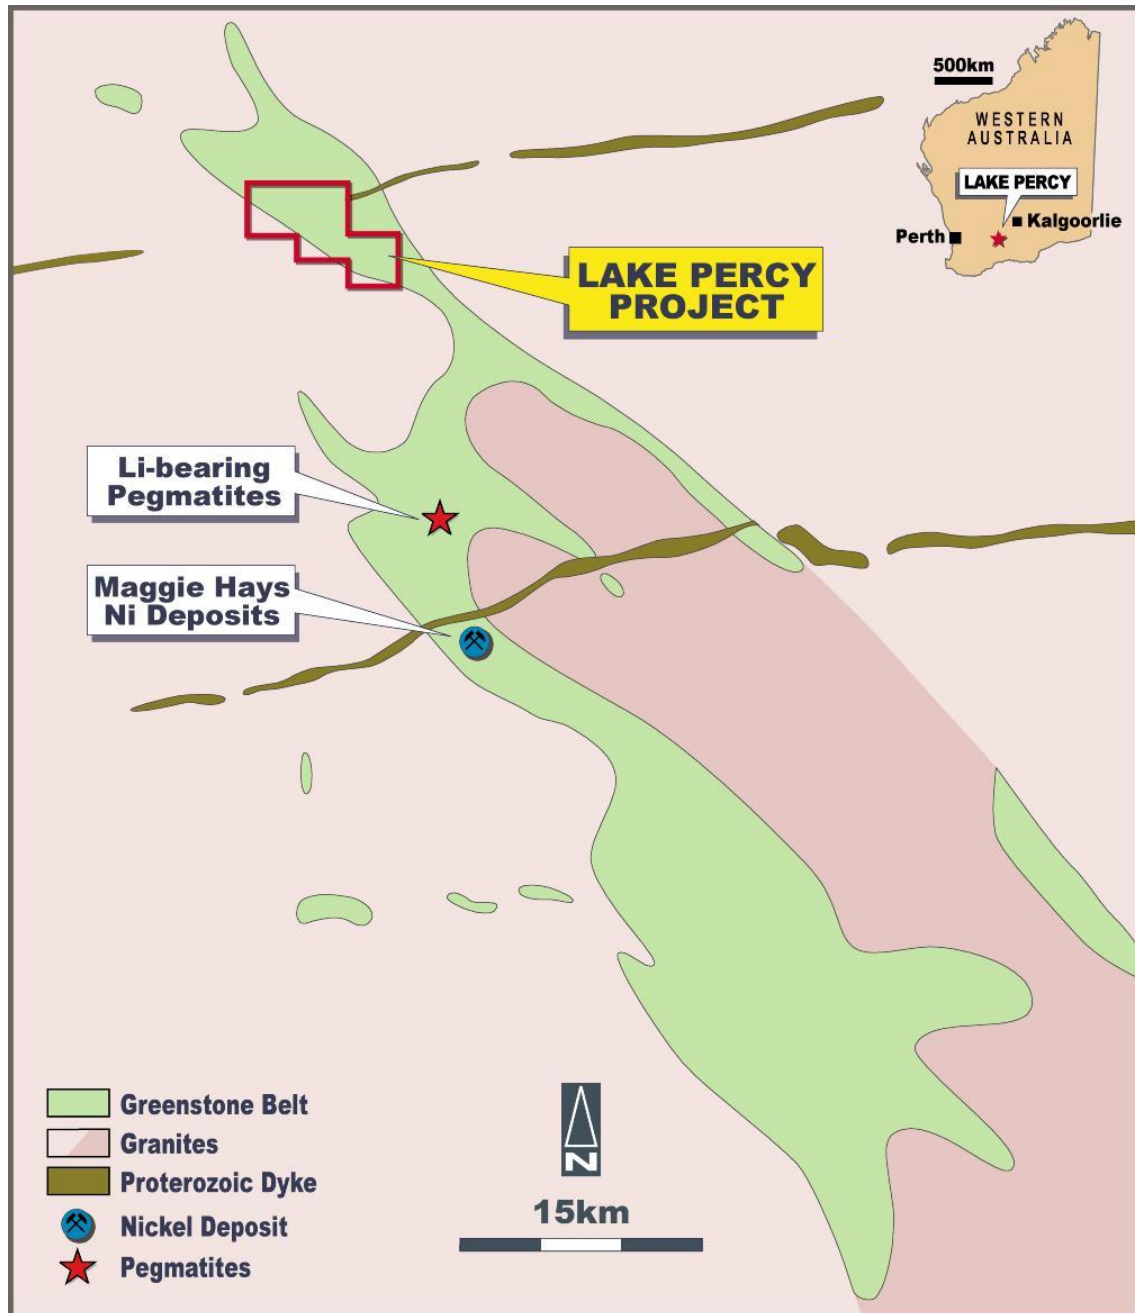 500km
WESTERN
AUSTRALIA
LAKE PERCY
Kalgoorlie
Perth
LAKE PERCY
PROJECT
Li-bearing
Pegmatites
Maggie Hays
Ni Deposits
Greenstone Belt
Granites
Proterozoic Dyke
Nickel Deposit
Pegmatites
N
15km